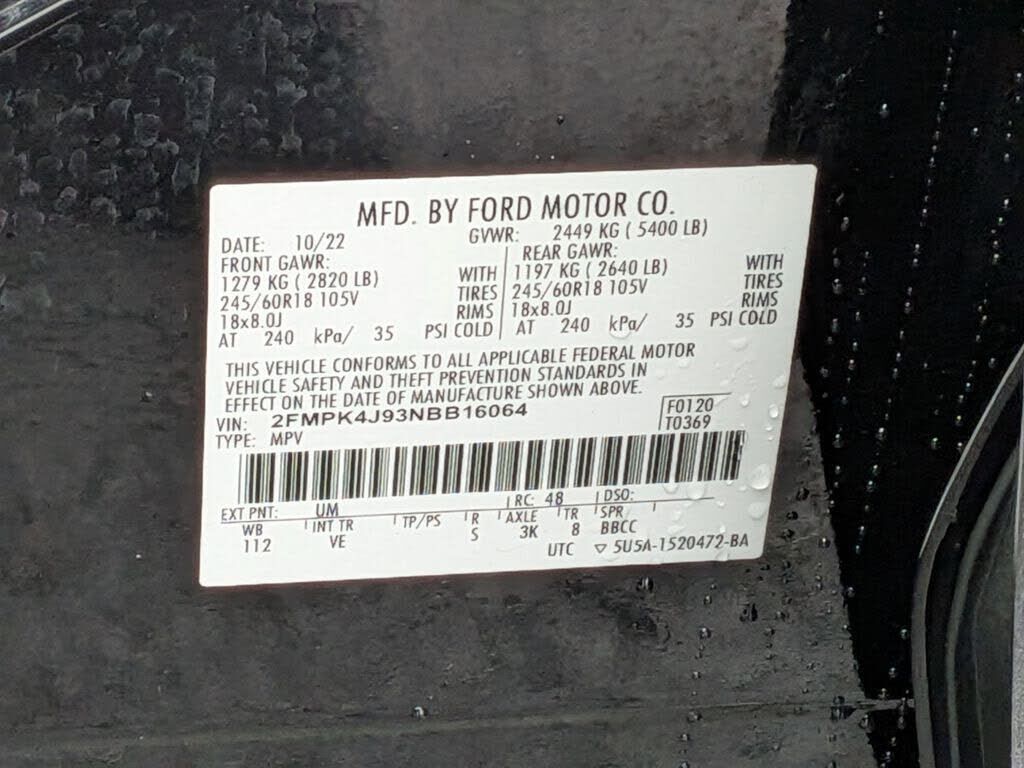 MFD. BY FORD MOTOR CO.
DATE: 10/22 GVWR: 2449 KG ( 5400 LB)
FRONT GAWR: REAR GAWR:
1279 KG ( 2820 LB) WITH 1197 KG ( 2640 LB) WITH
245/60R18 105V TIRES 245/60R18 105V TIRES
18x8.0J RIMS 18x8.0J RIMS
AT 240 kPa/ 35 PSI COLD AT 240 kPa/ 35 PSI COLD
THIS VEHICLE CONFORMS TO ALL APPLICABLE FEDERAL MOTOR
VEHICLE SAFETY AND THEFT PREVENTION STANDARDS IN
EFFECT ON THE DATE OF MANUFACTURE SHOWN ABOVE.
VIN: 2FMPK4J93NBB16064 F0120
TYPE: MPV T0369
EXT PNT: UM RC: 48 DSO:
WB INT TR TP/PS R AXLE TR SPR
112 VE S 3K 8 BBCC
UTC ▽ 5U5A-1520472-BA